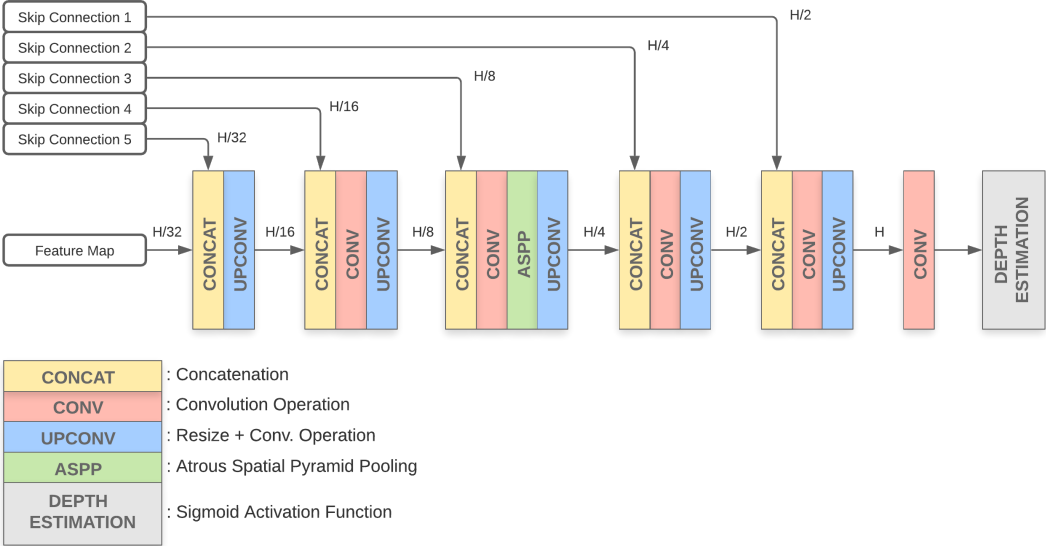 Skip Connection 1
H/2
Skip Connection 2
H/4
Skip Connection 3
H/8
Skip Connection 4
H/16
Skip Connection 5
H/32
Feature Map
H/32
CONCAT
UPCONV
H/16
CONCAT
CONV
UPCONV
H/8
CONCAT
CONV
ASPP
UPCONV
H/4
CONCAT
CONV
UPCONV
H/2
CONCAT
CONV
UPCONV
H
CONV
DEPTH
ESTIMATION
CONCAT : Concatenation
CONV : Convolution Operation
UPCONV : Resize + Conv. Operation
ASPP : Atrous Spatial Pyramid Pooling
DEPTH
ESTIMATION : Sigmoid Activation Function